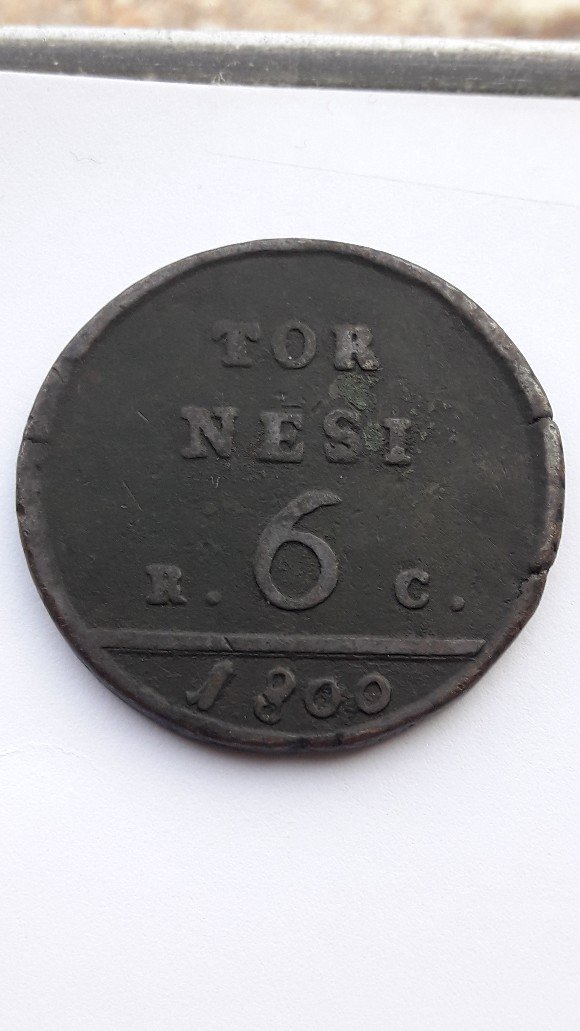 TOR
NESI
R. 6 C.
1800